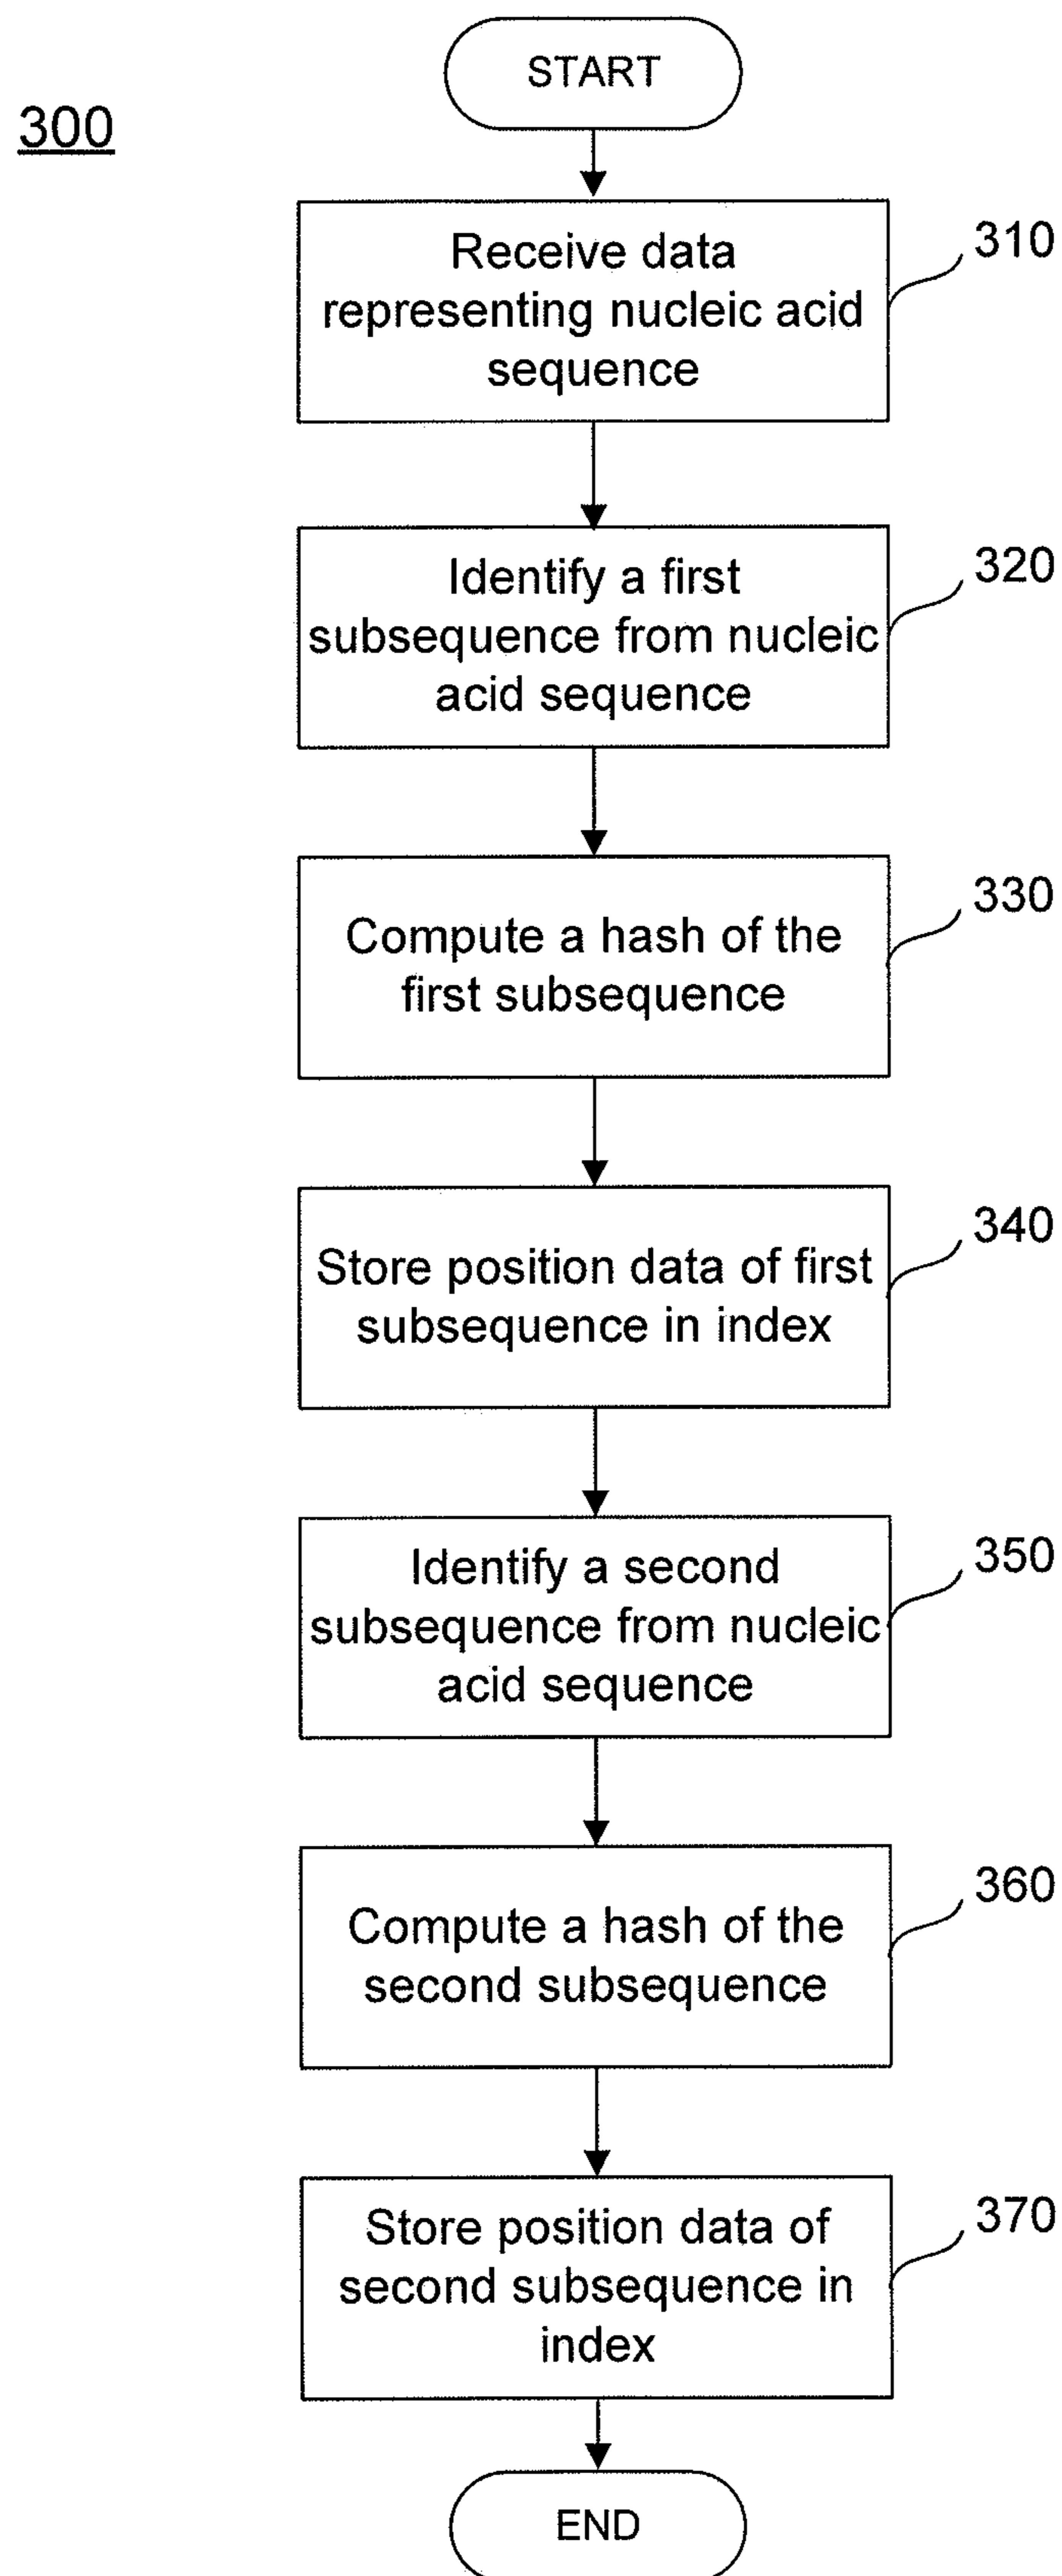 START
300
Receive data
representing nucleic acid
sequence
310
Identify a first
subsequence from nucleic
acid sequence
320
Compute a hash of the
first subsequence
330
Store position data of first
subsequence in index
340
Identify a second
subsequence from nucleic
acid sequence
350
Compute a hash of the
second subsequence
360
Store position data of
second subsequence in
index
370
END